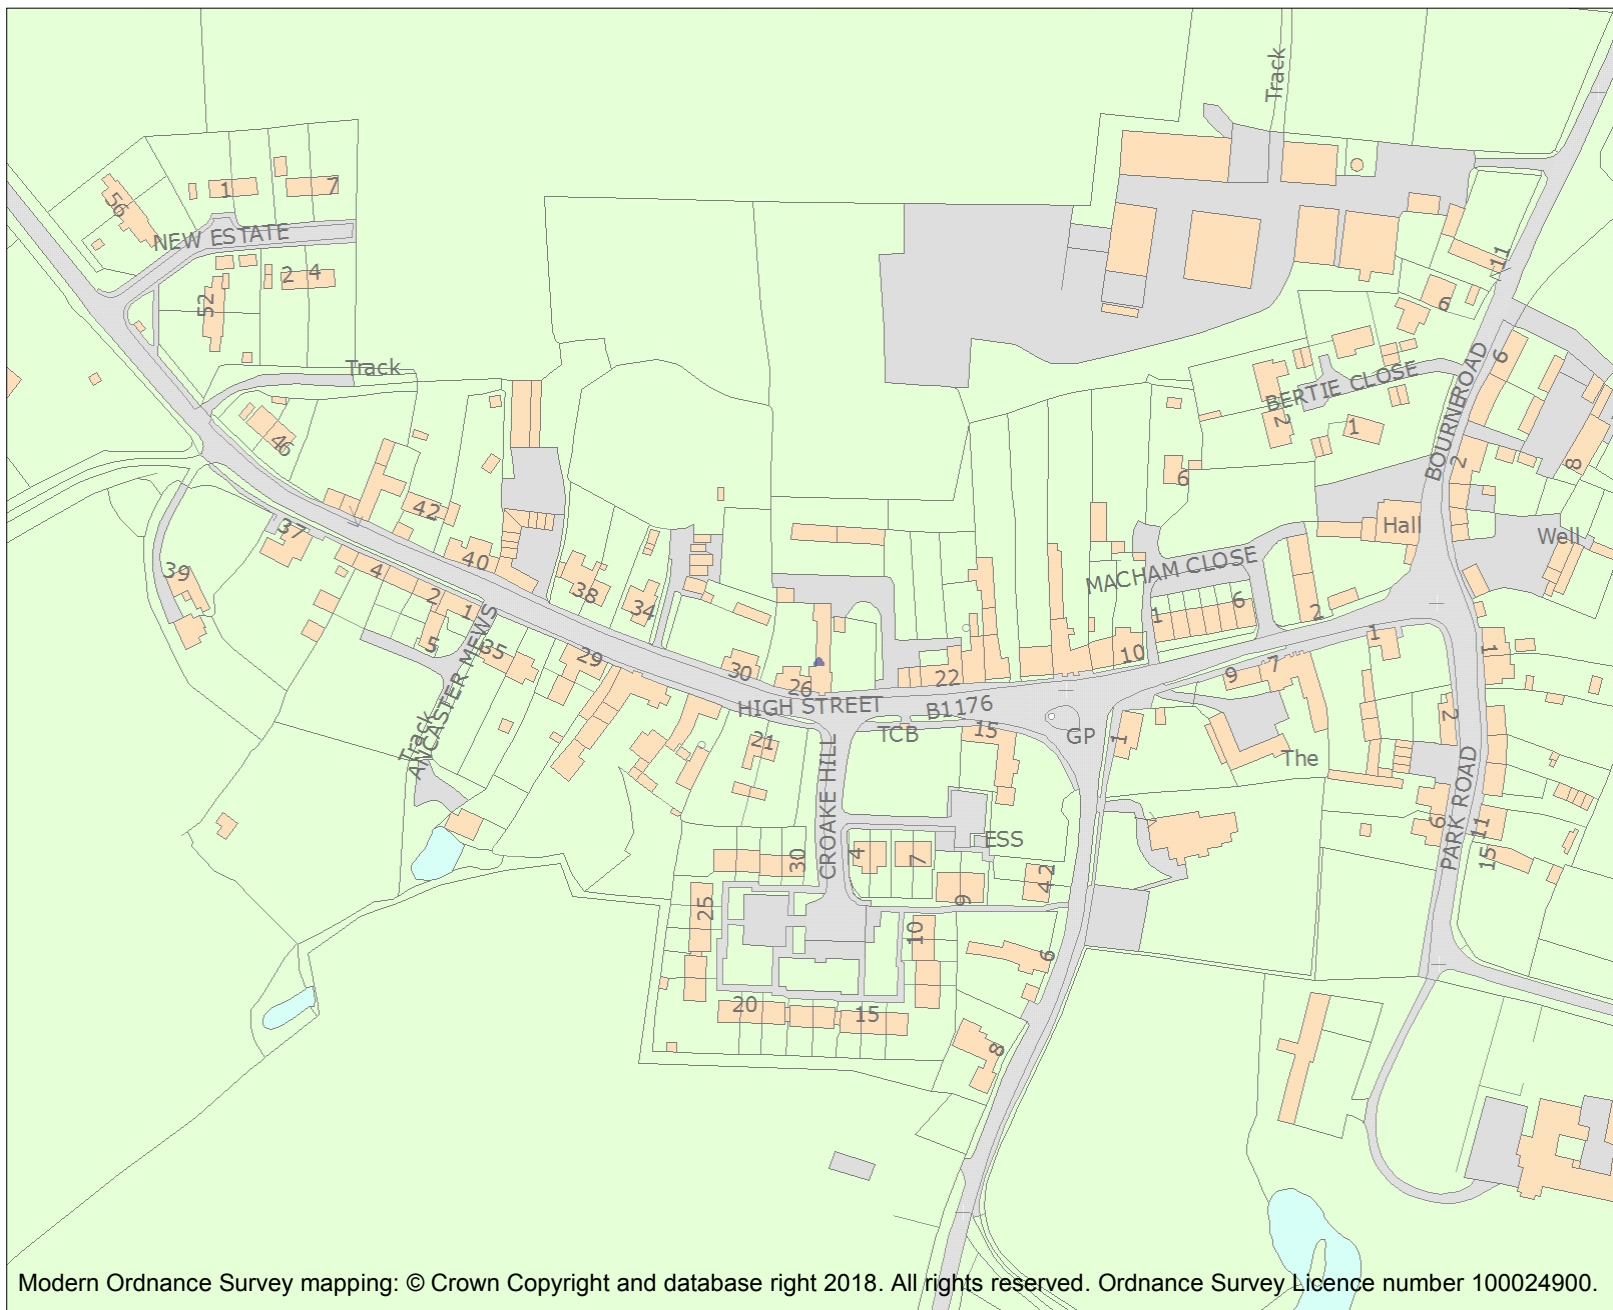 Track
56
1
7
NEW ESTATE
2
4
52
11
6
Track
BERTIE CLOSE
2
1
BOURNE ROAD
6
2
8
46
6
42
37
Hall
Well
39
4
40
38
34
MACHAM CLOSE
1
6
2
1
2
1
5
35
29
30
26
22
10
9
7
1
HIGH STREET
B1176
TCB
15
GP
1
The
2
21
Track
ANCASTER MEWS
CROAKE HILL
PARK ROAD
ESS
4
7
30
42
6
11
15
25
9
10
6
20
15
8
Modern Ordnance Survey mapping: © Crown Copyright and database right 2018. All rights reserved. Ordnance Survey Licence number 100024900.